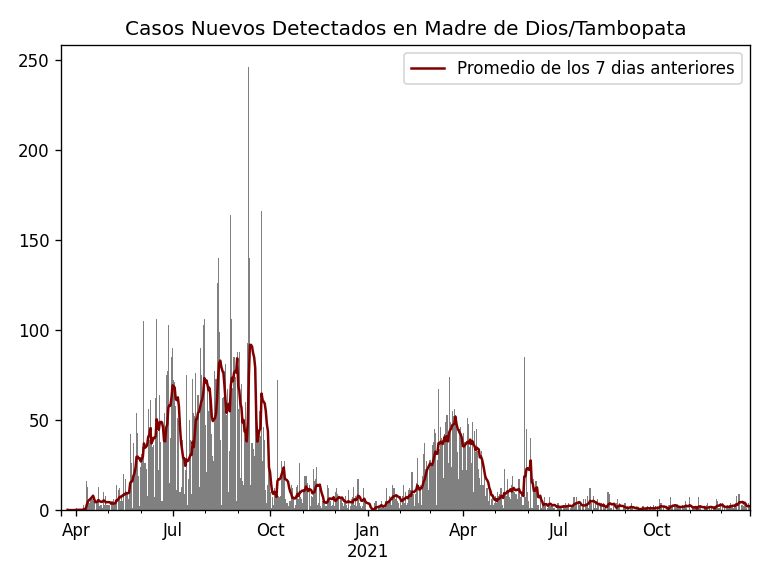 Casos Nuevos Detectados en Madre de Dios/Tambopata
Promedio de los 7 dias anteriores
250
200
150
100
50
0
Apr Jul Oct Jan Apr Jul Oct
2021